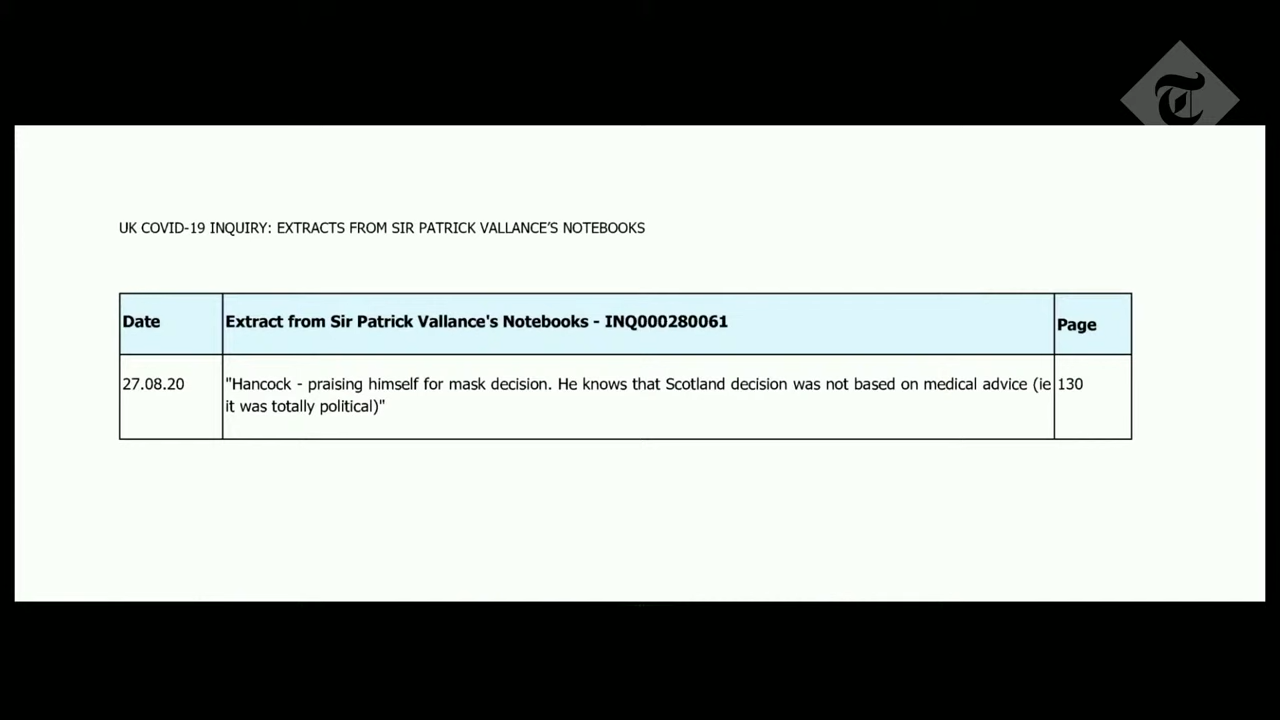 T
UK COVID-19 INQUIRY: EXTRACTS FROM SIR PATRICK VALLANCE’S NOTEBOOKS
Date
Extract from Sir Patrick Vallance's Notebooks - INQ000280061
Page
27.08.20
"Hancock - praising himself for mask decision. He knows that Scotland decision was not based on medical advice (ie
it was totally political)"
130